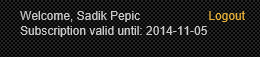 Welcome, Sadik Pepic Logout
Subscription valid until: 2014-11-05